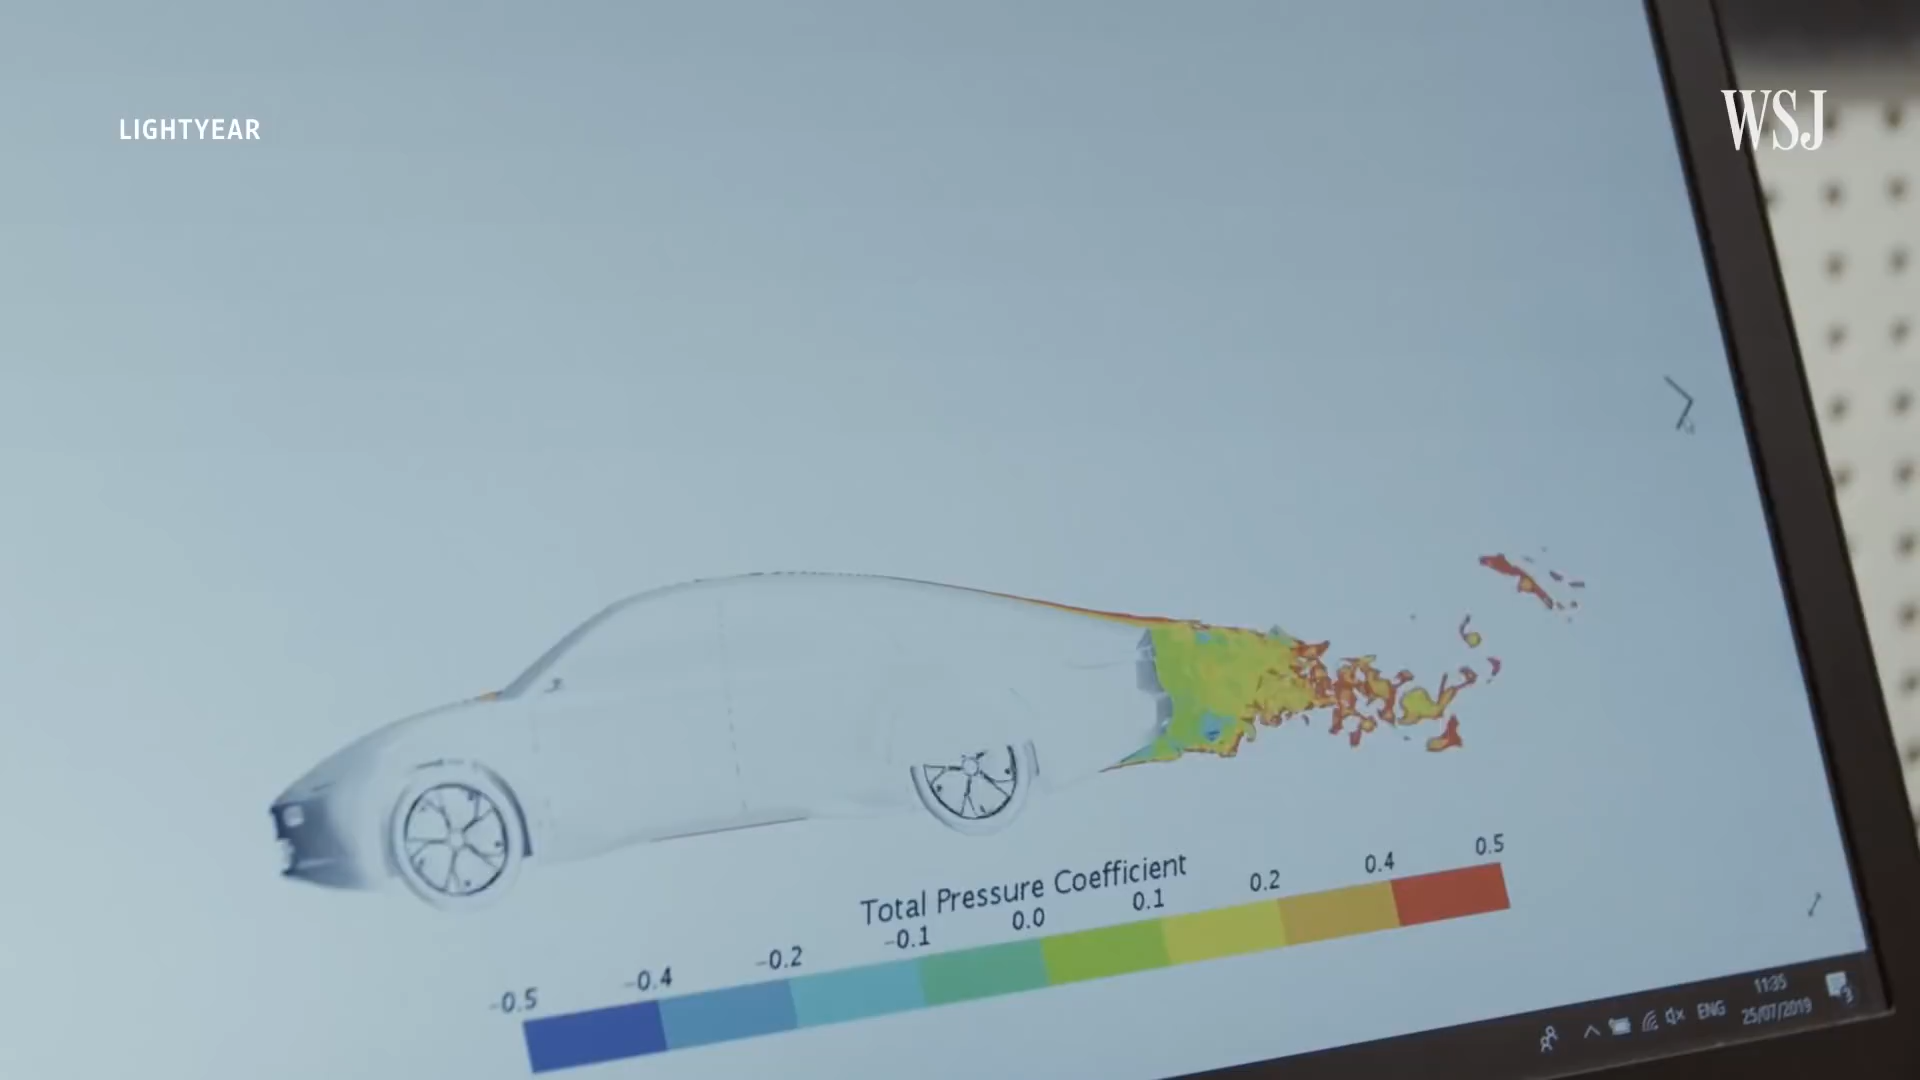 LIGHTYEAR
WSJ
Total Pressure Coefficient
-0.5 -0.4 -0.2 -0.1 0.0 0.1 0.2 0.4 0.5
ENG
11:35
25/07/2019
3